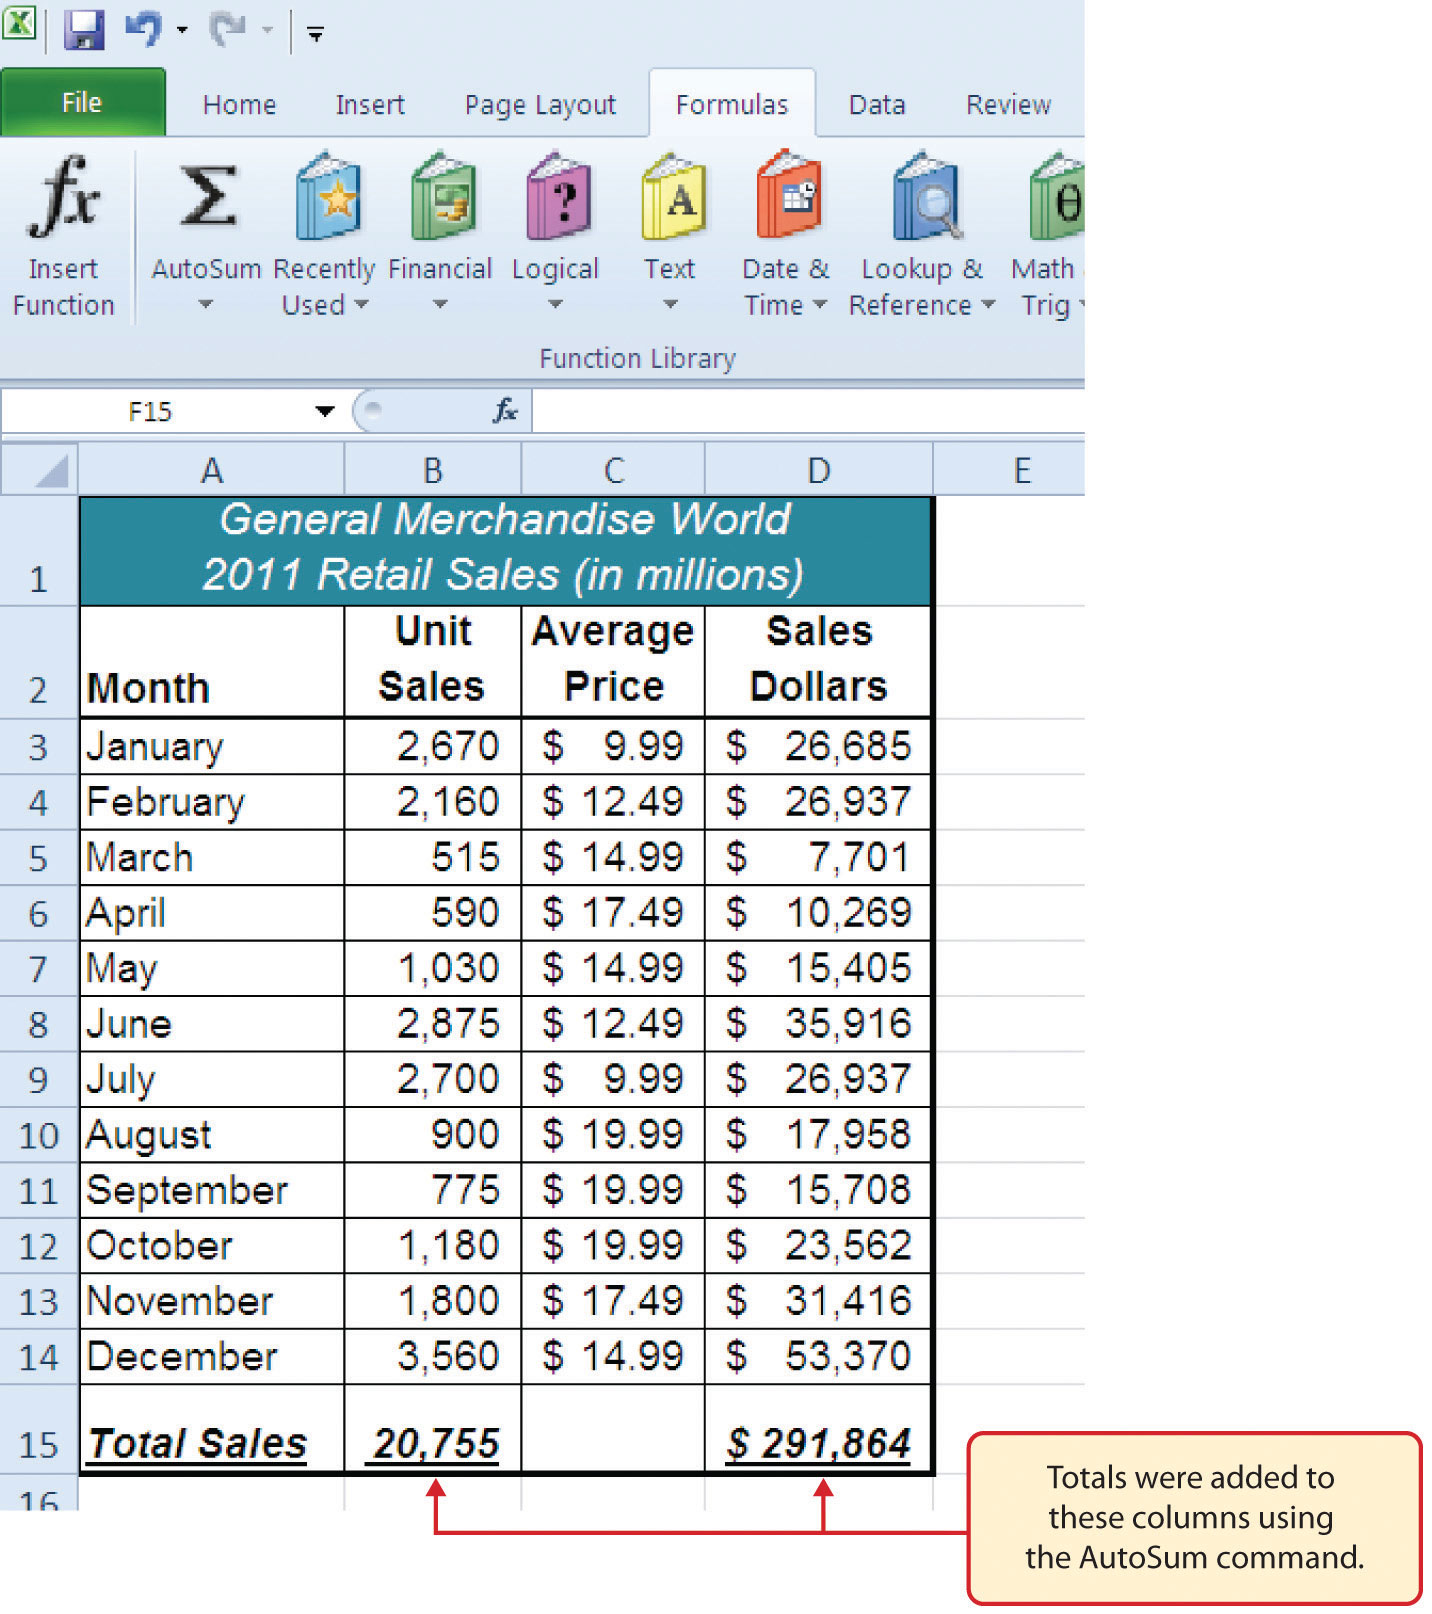 File Home Insert Page Layout Formulas Data Review
fx Σ ? A θ
Insert AutoSum Recently Financial Logical Text Date & Lookup & Math
Function Used Time Reference Trig
Function Library
F15 fx
A B C D E
General Merchandise World
1 2011 Retail Sales (in millions)
Unit Average Sales
2 Month Sales Price Dollars
3 January 2,670 $ 9.99 $ 26,685
4 February 2,160 $ 12.49 $ 26,937
5 March 515 $ 14.99 $ 7,701
6 April 590 $ 17.49 $ 10,269
7 May 1,030 $ 14.99 $ 15,405
8 June 2,875 $ 12.49 $ 35,916
9 July 2,700 $ 9.99 $ 26,937
10 August 900 $ 19.99 $ 17,958
11 September 775 $ 19.99 $ 15,708
12 October 1,180 $ 19.99 $ 23,562
13 November 1,800 $ 17.49 $ 31,416
14 December 3,560 $ 14.99 $ 53,370
15 Total Sales 20,755 $ 291,864
16
Totals were added to
these columns using
the AutoSum command.